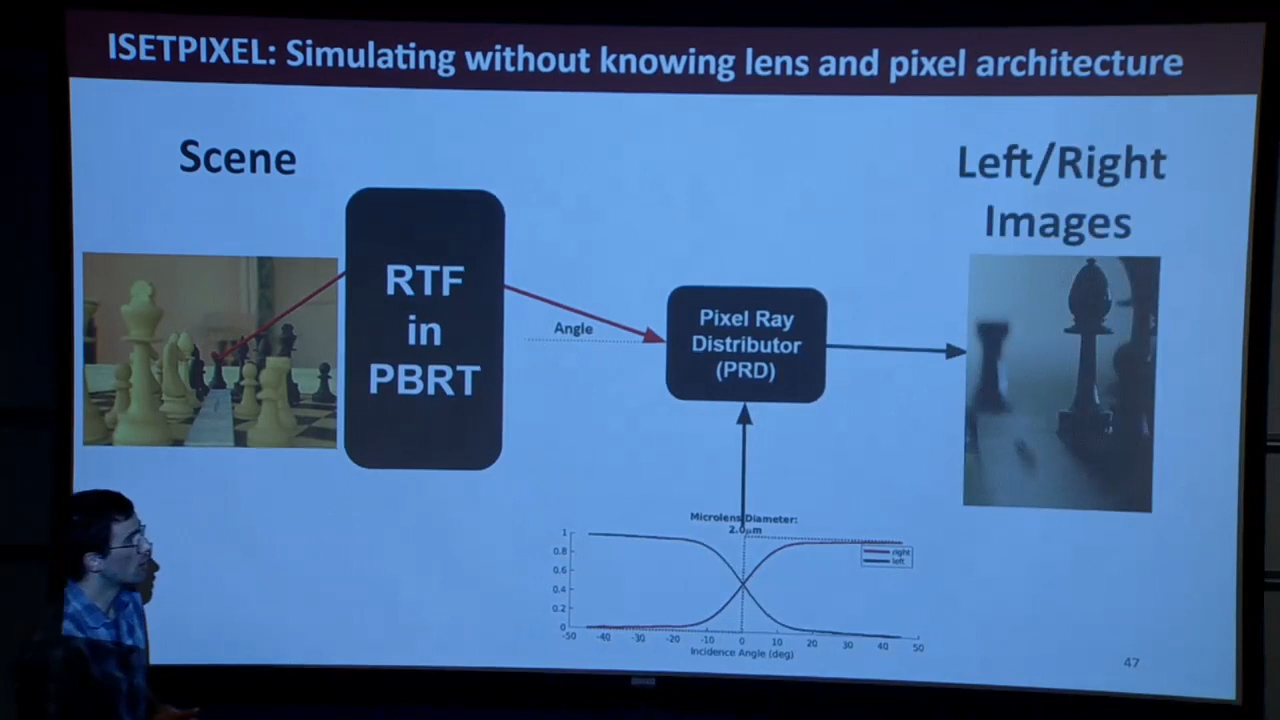 ISETPIXEL: Simulating without knowing lens and pixel architecture
Scene
Left/Right
Images
RTF
in
PBRT
Angle
Pixel Ray
Distributor
(PRD)
Microlens Diameter:
2.0μm
1
0.8
0.6
0.4
0.2
0
right
left
-50 -40 -30 -20 -10 0 10 20 30 40 50
Incidence Angle (deg)
47